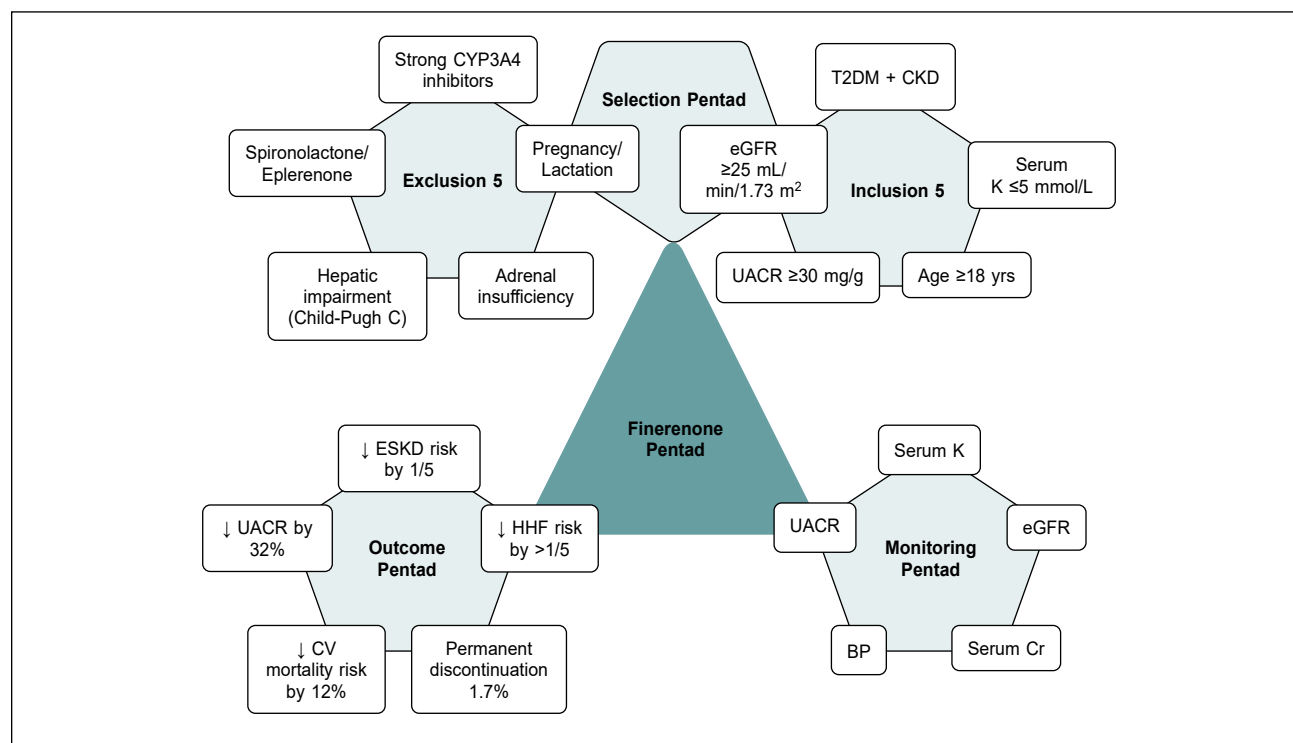 Strong CYP3A4
inhibitors
Spironolactone/
Eplerenone
Exclusion 5
Pregnancy/
Lactation
Hepatic
impairment
(Child-Pugh C)
Adrenal
insufficiency
Selection Pentad
T2DM + CKD
eGFR
≥25 mL/
min/1.73 m²
Inclusion 5
Serum
K ≤5 mmol/L
UACR ≥30 mg/g
Age ≥18 yrs
Finerenone
Pentad
↓ ESKD risk
by 1/5
↓ UACR by
32%
Outcome
Pentad
↓ HHF risk
by >1/5
↓ CV
mortality risk
by 12%
Permanent
discontinuation
1.7%
Serum K
UACR
Monitoring
Pentad
eGFR
BP
Serum Cr